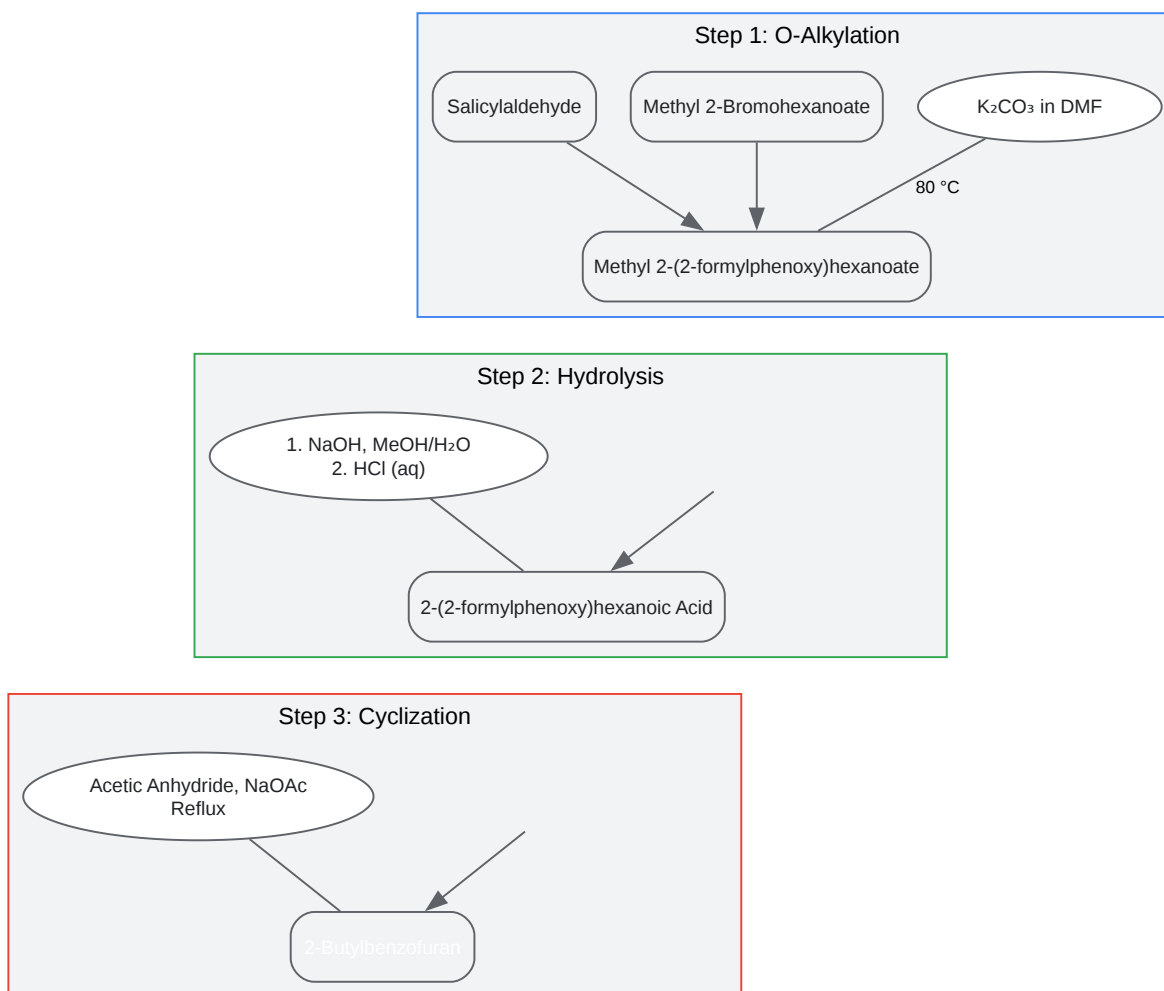 Step 1: O-Alkylation
Salicylaldehyde
Methyl 2-Bromohexanoate
K₂CO₃ in DMF
80 °C
Methyl 2-(2-formylphenoxy)hexanoate
Step 2: Hydrolysis
1. NaOH, MeOH/H₂O
2. HCl (aq)
2-(2-formylphenoxy)hexanoic Acid
Step 3: Cyclization
Acetic Anhydride, NaOAc
Reflux
2-Butylbenzofuran